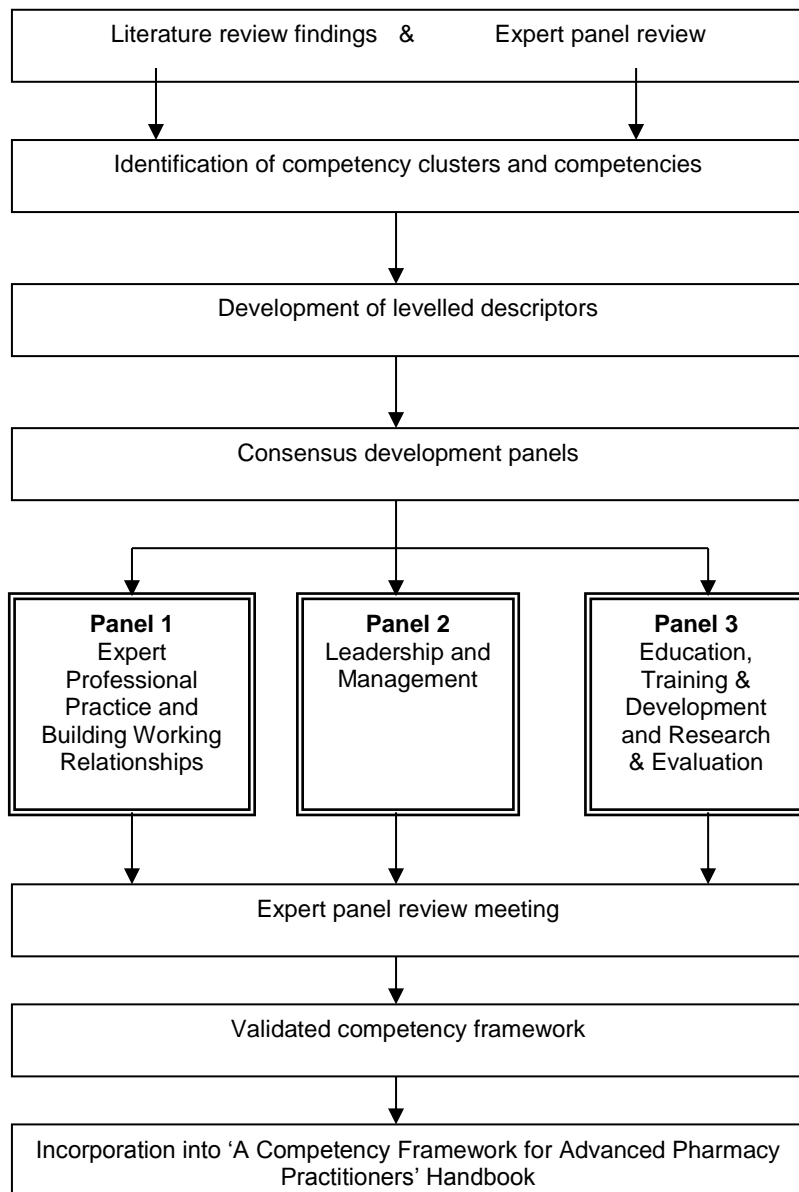 Literature review findings & Expert panel review
Identification of competency clusters and competencies
Development of levelled descriptors
Consensus development panels
Panel 1
Expert
Professional
Practice and
Building Working
Relationships
Panel 2
Leadership and
Management
Panel 3
Education,
Training &
Development
and Research
& Evaluation
Expert panel review meeting
Validated competency framework
Incorporation into ‘A Competency Framework for Advanced Pharmacy
Practitioners’ Handbook